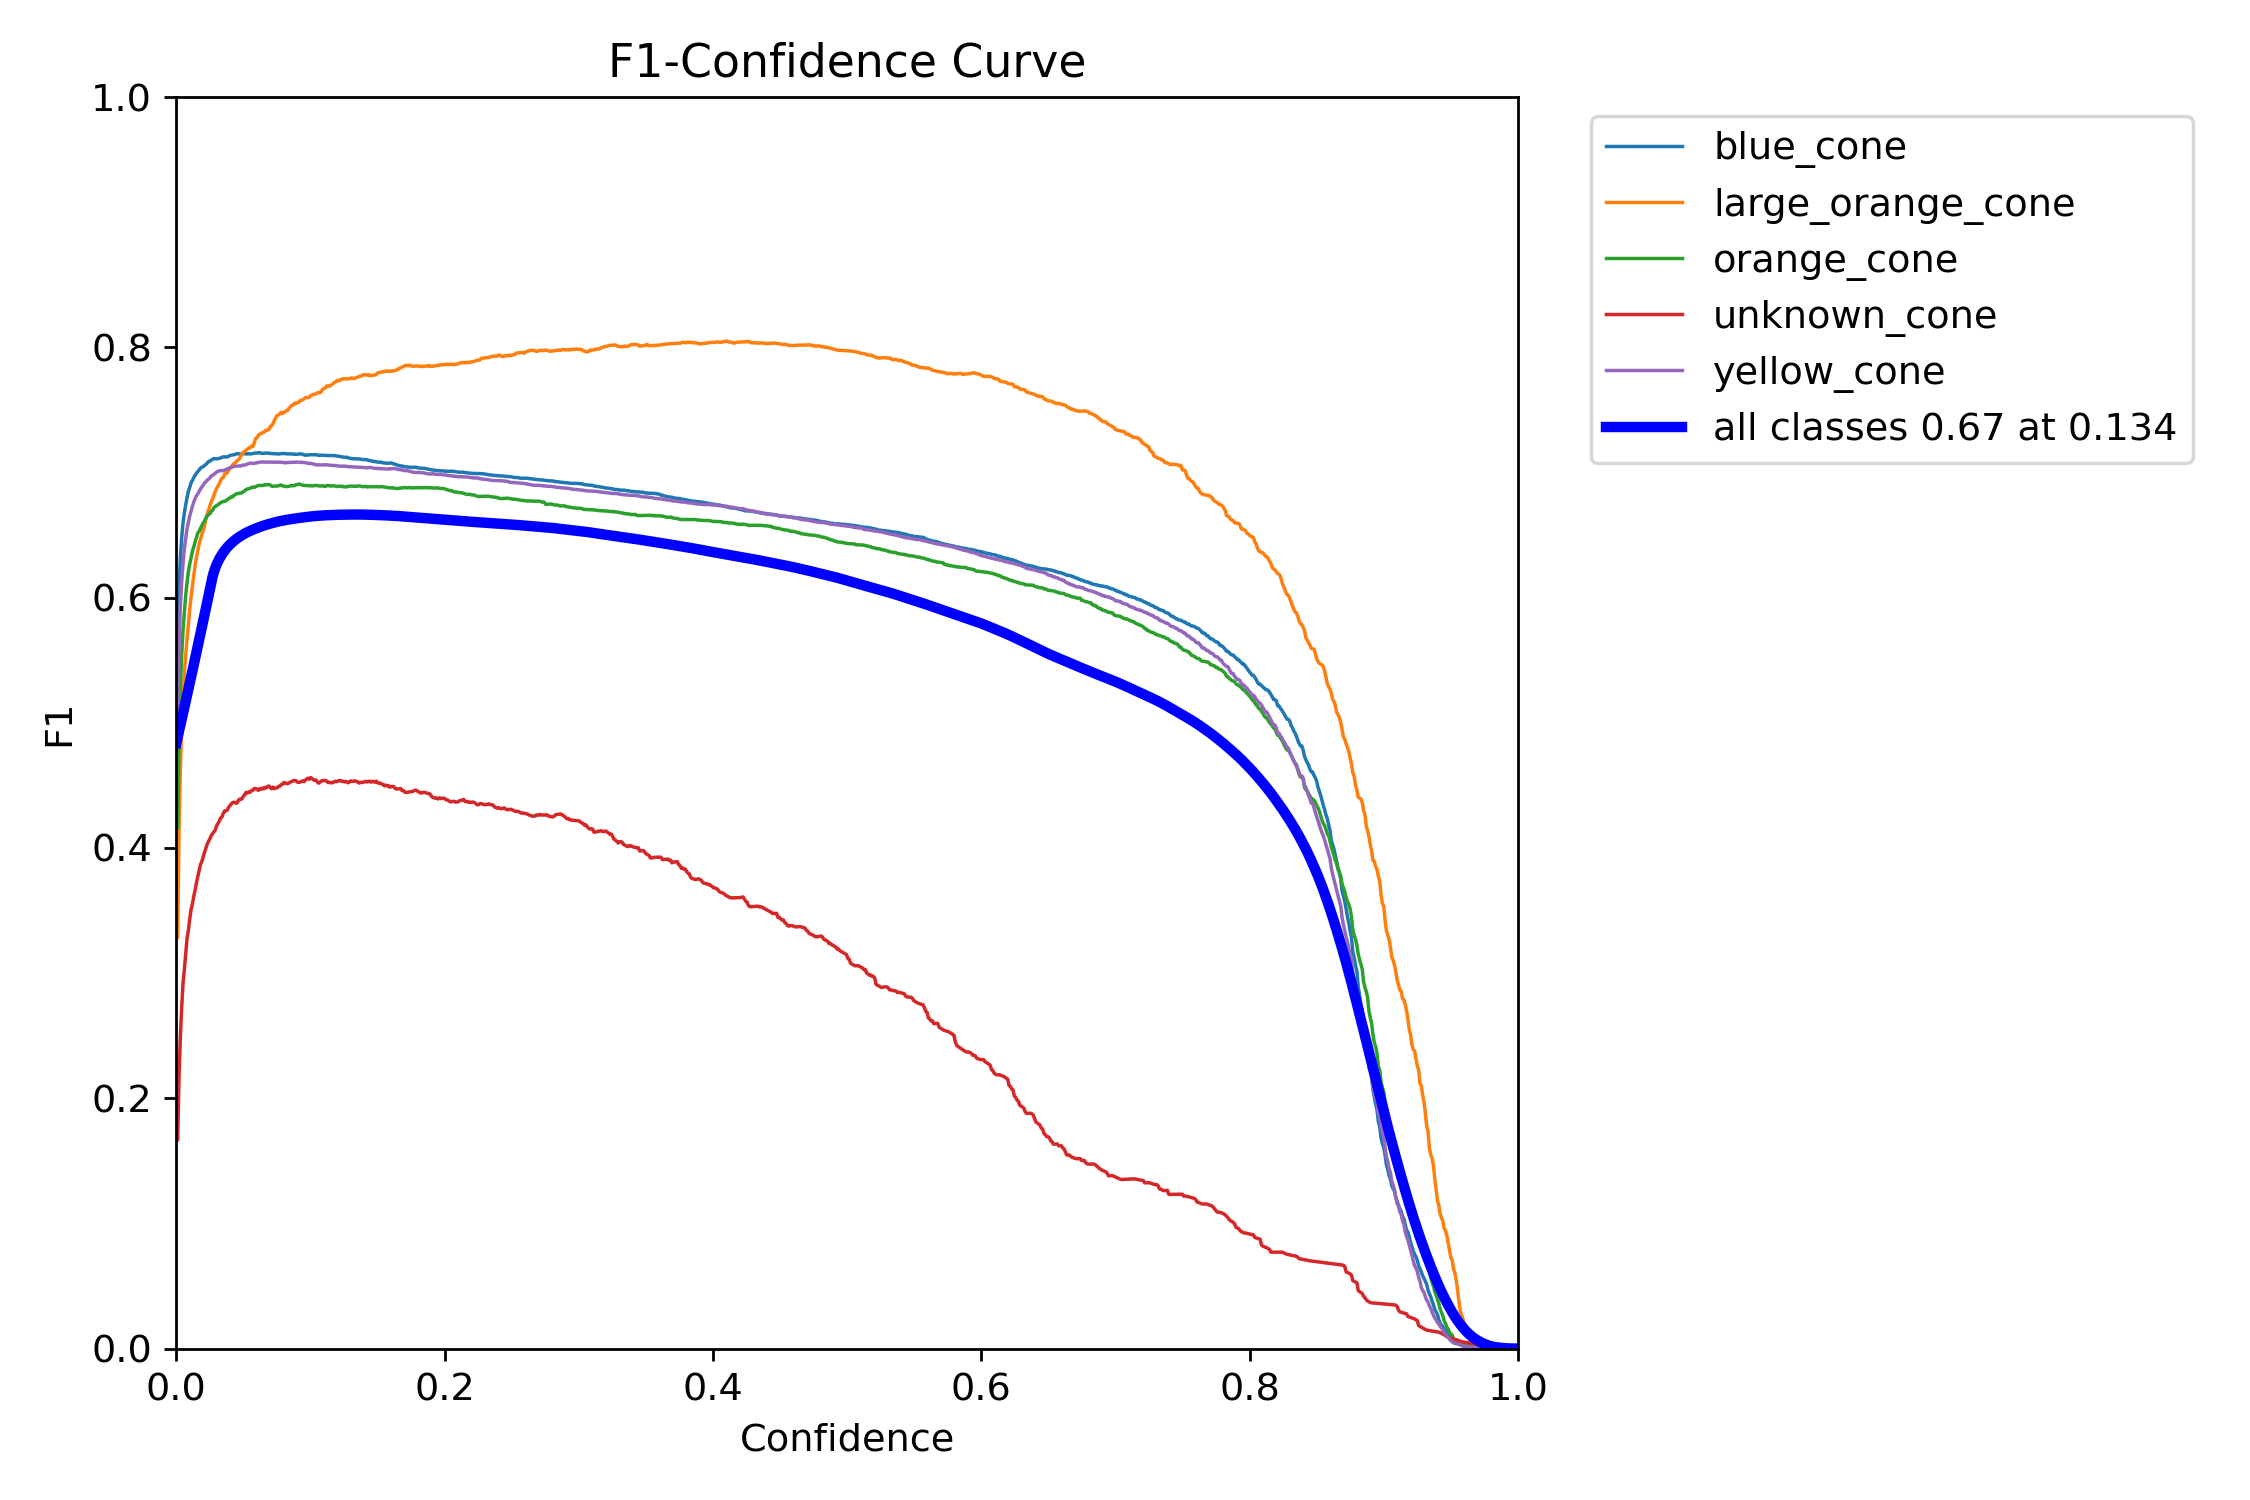 F1-Confidence Curve
1.0
0.8
0.6
0.4
0.2
0.0
F1
0.0 0.2 0.4 0.6 0.8 1.0
Confidence
blue_cone
large_orange_cone
orange_cone
unknown_cone
yellow_cone
all classes 0.67 at 0.134